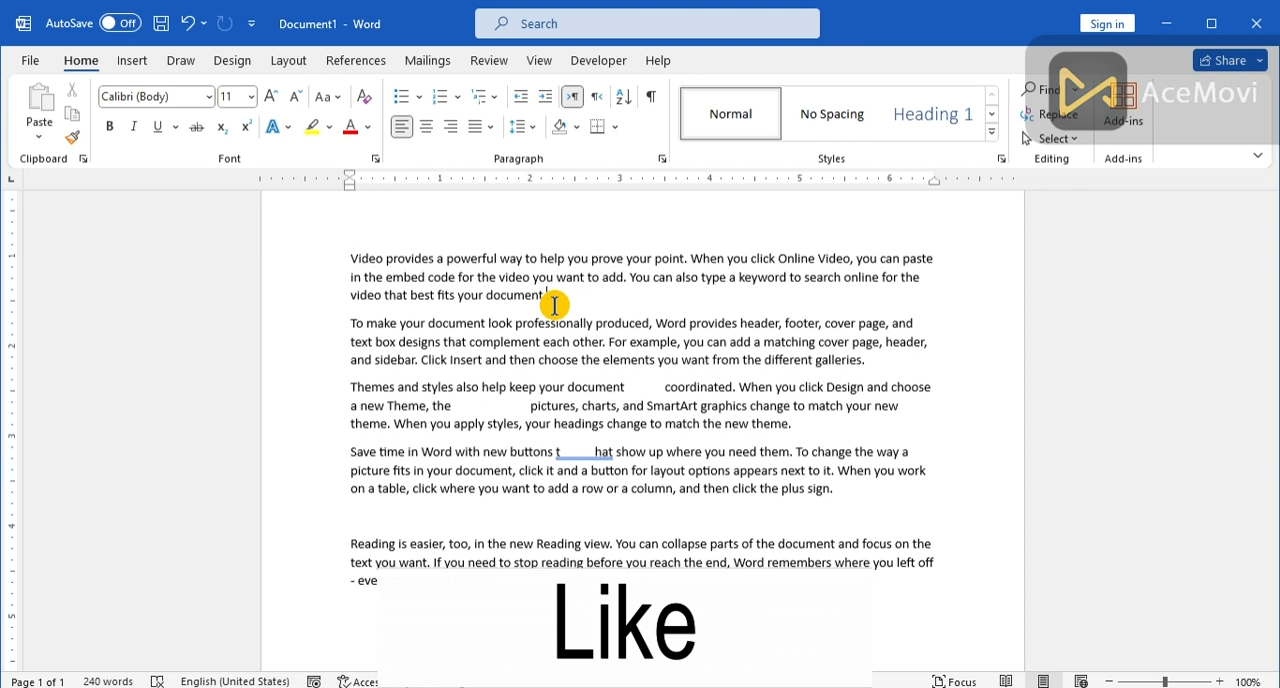 AutoSave Off Document1 - Word Search Sign in
File Home Insert Draw Design Layout References Mailings Review View Developer Help Share
AceMovi
Paste Calibri (Body) 11 Aa Normal No Spacing Heading 1 Find Replace Select Add-ins
Clipboard Font Paragraph Styles Editing Add-ins
1 2 3 4 5 6
Video provides a powerful way to help you prove your point. When you click Online Video, you can paste
in the embed code for the video you want to add. You can also type a keyword to search online for the
video that best fits your document.
To make your document look professionally produced, Word provides header, footer, cover page, and
text box designs that complement each other. For example, you can add a matching cover page, header,
and sidebar. Click Insert and then choose the elements you want from the different galleries.
Themes and styles also help keep your document coordinated. When you click Design and choose
a new Theme, the pictures, charts, and SmartArt graphics change to match your new
theme. When you apply styles, your headings change to match the new theme.
Save time in Word with new buttons t hat show up where you need them. To change the way a
picture fits in your document, click it and a button for layout options appears next to it. When you work
on a table, click where you want to add a row or a column, and then click the plus sign.
Reading is easier, too, in the new Reading view. You can collapse parts of the document and focus on the
text you want. If you need to stop reading before you reach the end, Word remembers where you left off
- eve
Like
Page 1 of 1 240 words English (United States) Acces Focus 100%